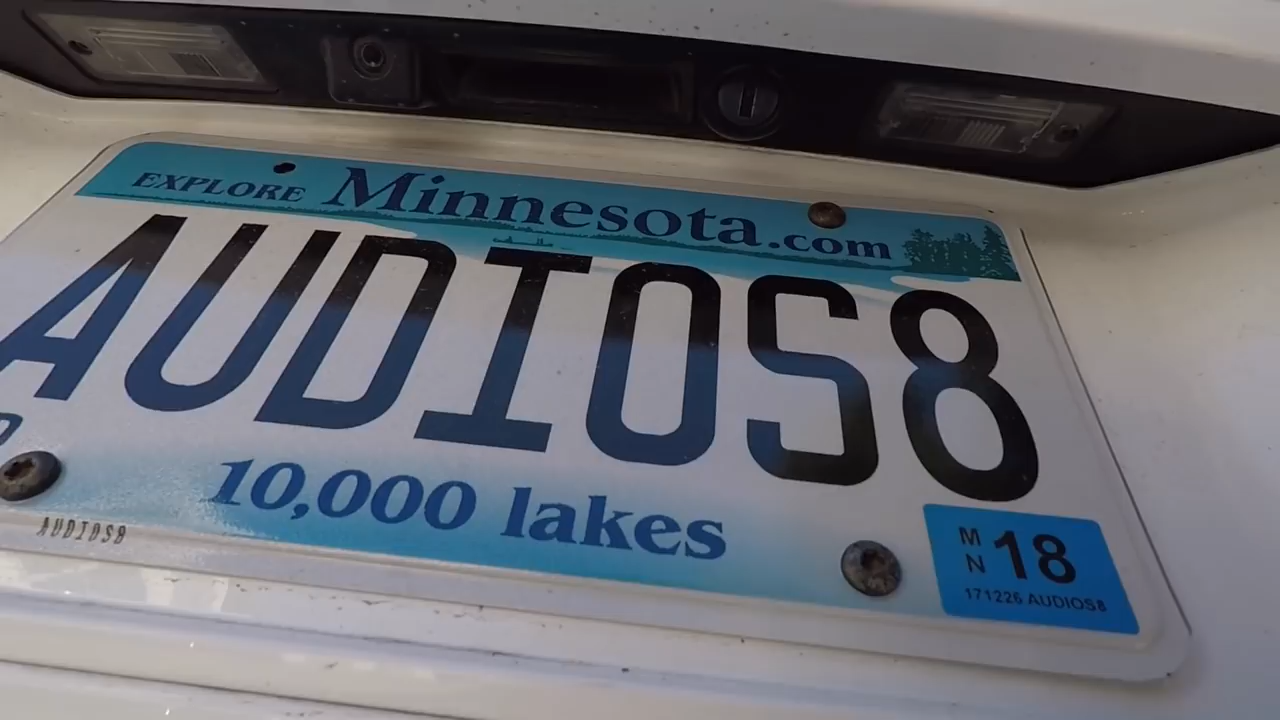 EXPLORE Minnesota.com
AUDIOS8
10,000 lakes
AUDIOS8
MN 18
171226 AUDIOS8